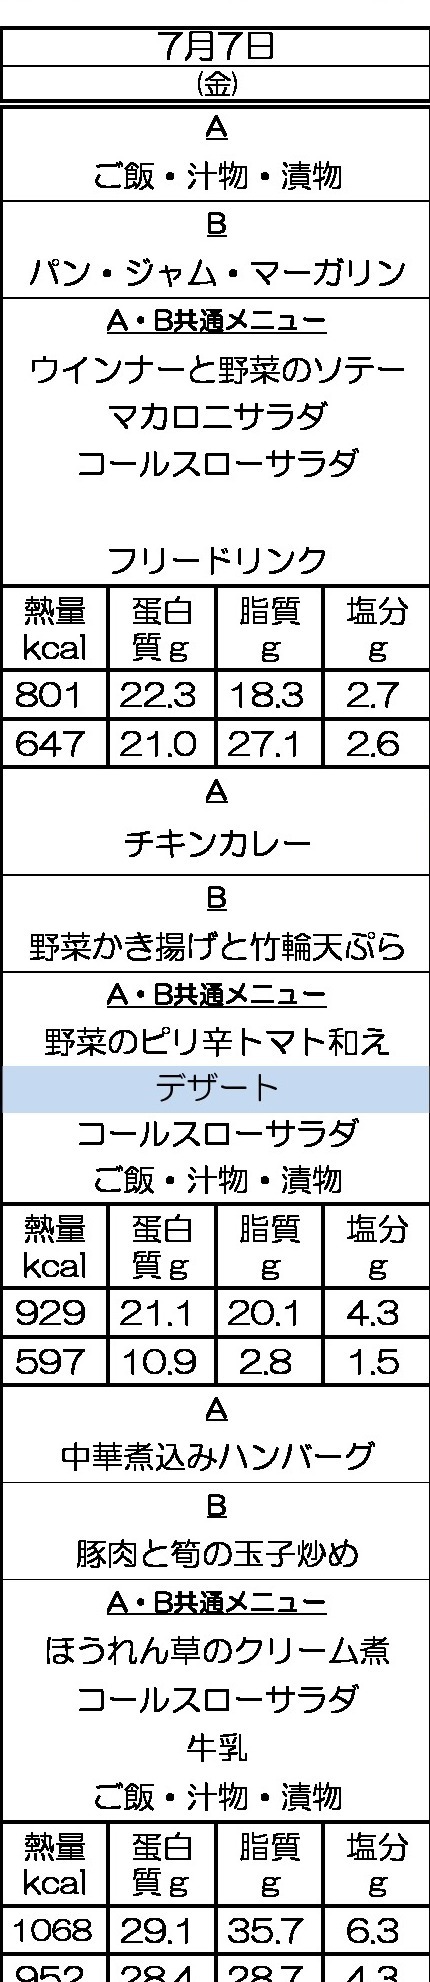 7月7日
(金)
A
ご飯・汁物・漬物
B
パン・ジャム・マーガリン
A・B共通メニュー
ウインナーと野菜のソテー
マカロニサラダ
コールスローサラダ
フリードリンク
熱量 蛋白 脂質 塩分
kcal 質g g g
801 22.3 18.3 2.7
647 21.0 27.1 2.6
A
チキンカレー
B
野菜かき揚げと竹輪天ぷら
A・B共通メニュー
野菜のピリ辛トマト和え
デザート
コールスローサラダ
ご飯・汁物・漬物
熱量 蛋白 脂質 塩分
kcal 質g g g
929 21.1 20.1 4.3
597 10.9 2.8 1.5
A
中華煮込みハンバーグ
B
豚肉と筍の玉子炒め
A・B共通メニュー
ほうれん草のクリーム煮
コールスローサラダ
牛乳
ご飯・汁物・漬物
熱量 蛋白 脂質 塩分
kcal 質g g g
1068 29.1 35.7 6.3
952 28.4 28.7 4.3